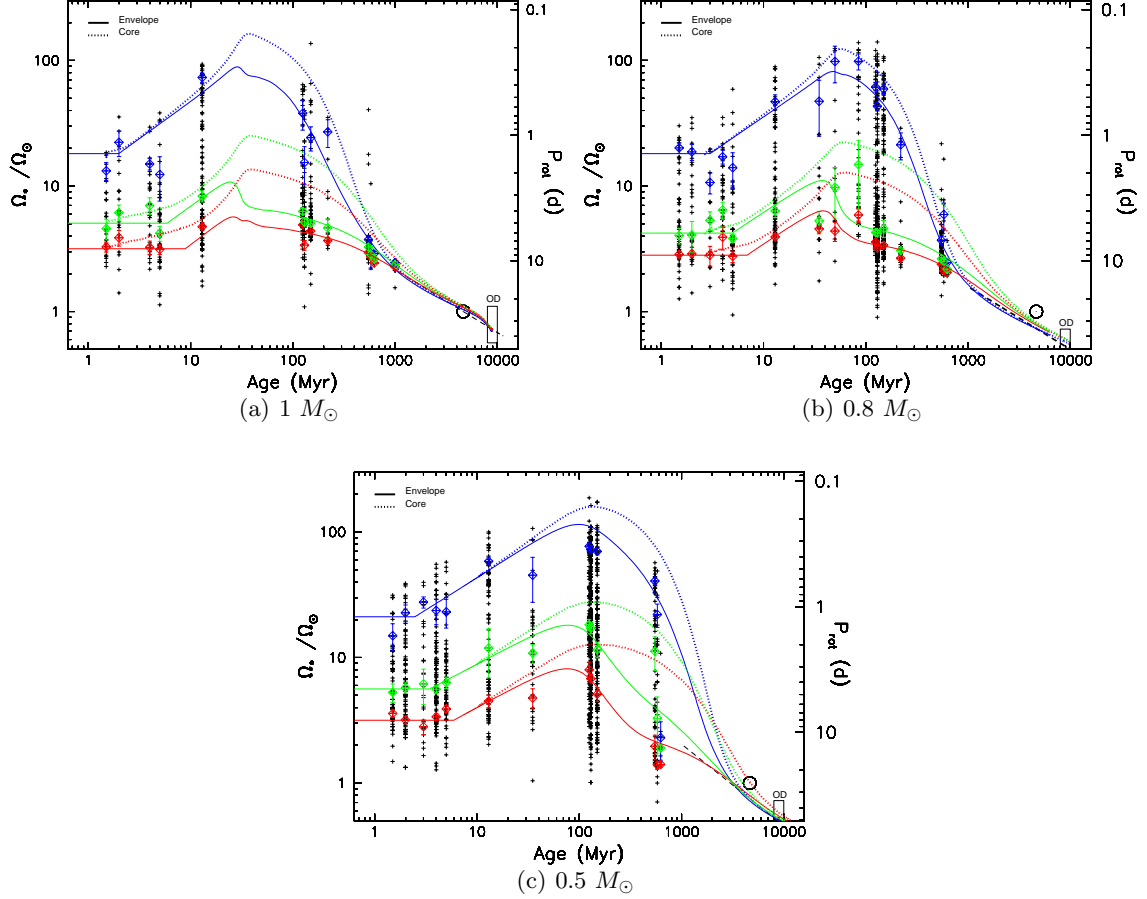 Envelope
Core
100
10
1
Ω* /Ω⊙
0.1
1
10
P rot (d)
OD
1 10 100 1000 10000
Age (Myr)
(a) 1 M⊙
Envelope
Core
100
10
1
Ω* /Ω⊙
0.1
1
10
P rot (d)
OD
1 10 100 1000 10000
Age (Myr)
(b) 0.8 M⊙
Envelope
Core
100
10
1
Ω* /Ω⊙
0.1
1
10
P rot (d)
OD
1 10 100 1000 10000
Age (Myr)
(c) 0.5 M⊙